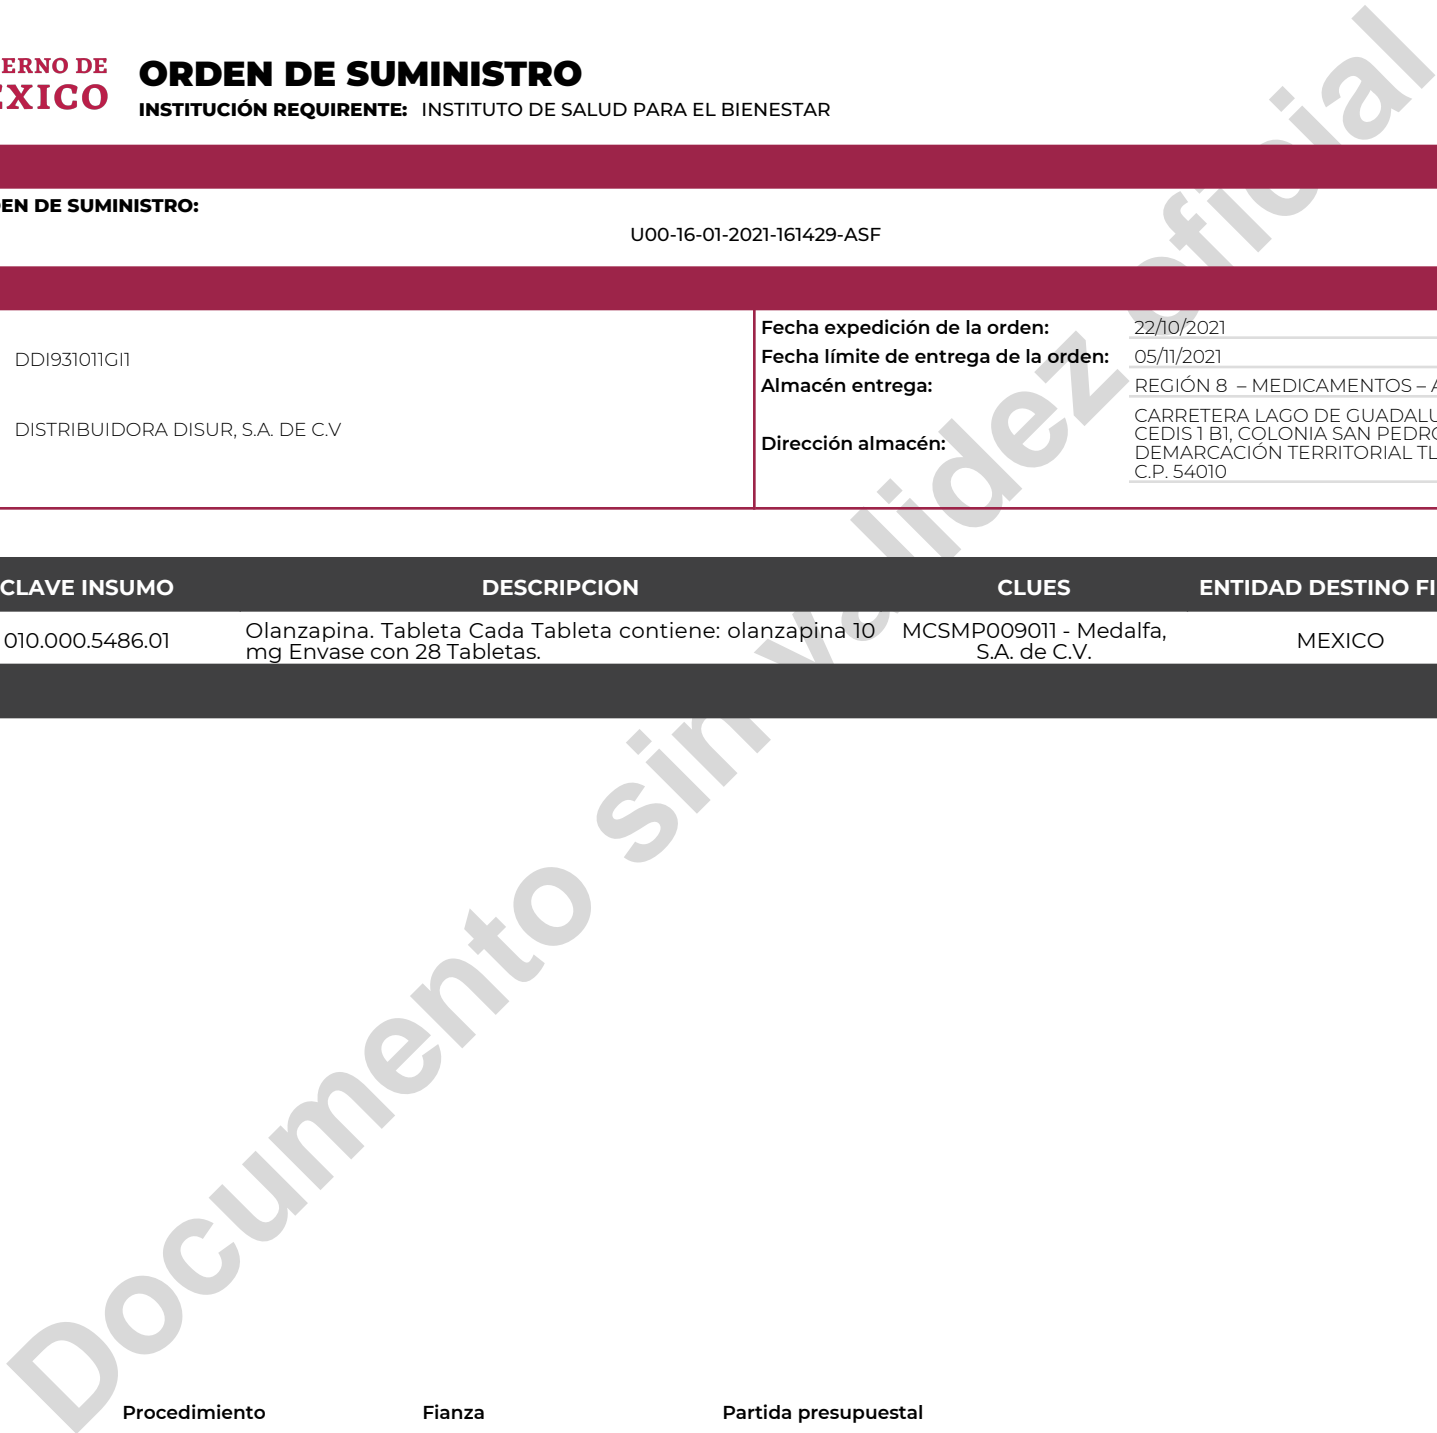 ERNO DE
EXICO
ORDEN DE SUMINISTRO
INSTITUCIÓN REQUIRENTE: INSTITUTO DE SALUD PARA EL BIENESTAR
EN DE SUMINISTRO:
U00-16-01-2021-161429-ASF
DDI931011GI1
DISTRIBUIDORA DISUR, S.A. DE C.V
Fecha expedición de la orden: 22/10/2021
Fecha límite de entrega de la orden: 05/11/2021
Almacén entrega: REGIÓN 8 – MEDICAMENTOS – A
Dirección almacén:
CARRETERA LAGO DE GUADALU
CEDIS 1 B1, COLONIA SAN PEDRO
DEMARCACIÓN TERRITORIAL TL
C.P. 54010
CLAVE INSUMO DESCRIPCION CLUES ENTIDAD DESTINO FI
010.000.5486.01
Olanzapina. Tableta Cada Tableta contiene: olanzapina 10
mg Envase con 28 Tabletas.
MCSMP009011 - Medalfa,
S.A. de C.V.
MEXICO
Documento sin validez oficial
Procedimiento Fianza Partida presupuestal